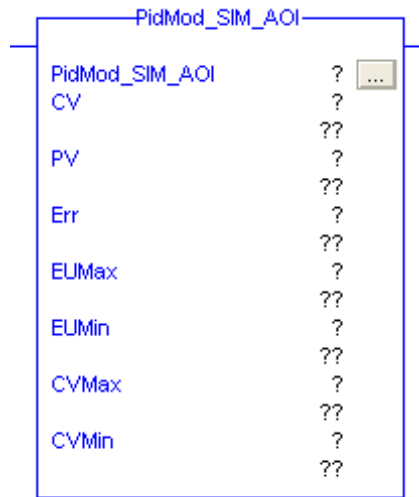 PidMod_SIM_AOI
PidMod_SIM_AOI ? ...
CV ?
??
PV ?
??
Err ?
??
EUMax ?
??
EUMin ?
??
CVMax ?
??
CVMin ?
??